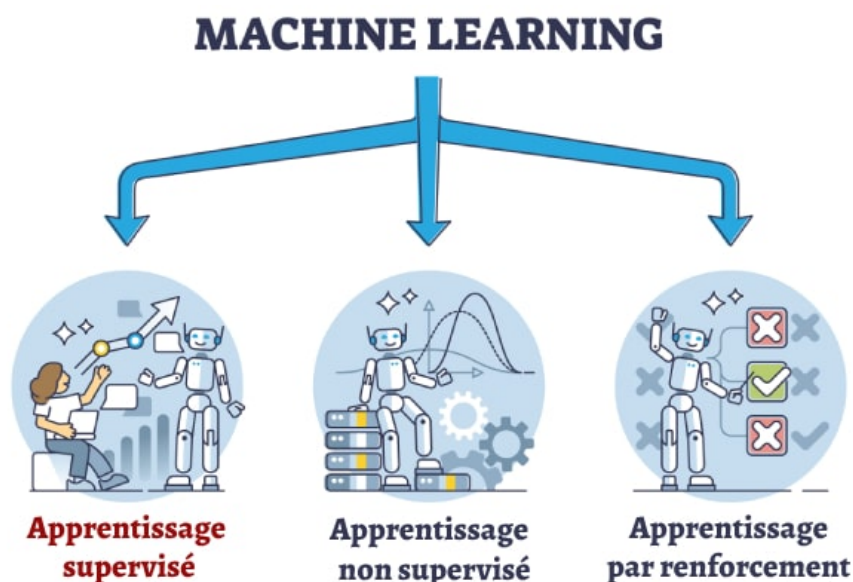 MACHINE LEARNING
Apprentissage
supervisé
Apprentissage
non supervisé
Apprentissage
par renforcement